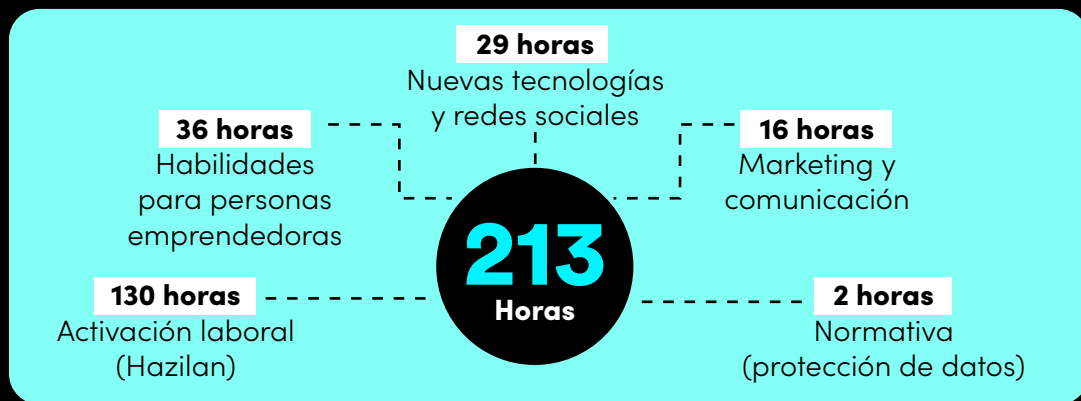 29 horas
Nuevas tecnologías
y redes sociales
36 horas
Habilidades
para personas
emprendedoras
16 horas
Marketing y
comunicación
213
Horas
130 horas
Activación laboral
(Hazilan)
2 horas
Normativa
(protección de datos)